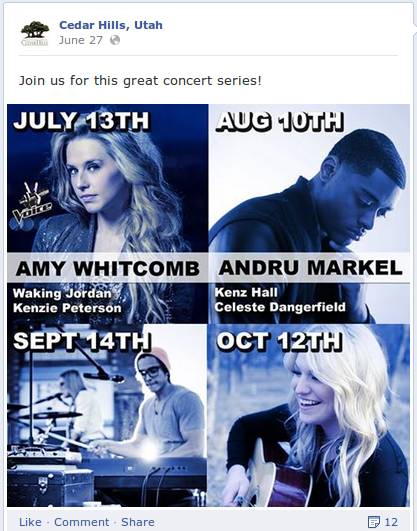 Cedar Hills, Utah
June 27
Join us for this great concert series!
JULY 13TH
AUG 10TH
The Voice
AMY WHITCOMB
ANDRU MARKEL
Waking Jordan
Kenzie Peterson
Kenz Hall
Celeste Dangerfield
SEPT 14TH
OCT 12TH
Like · Comment · Share
12